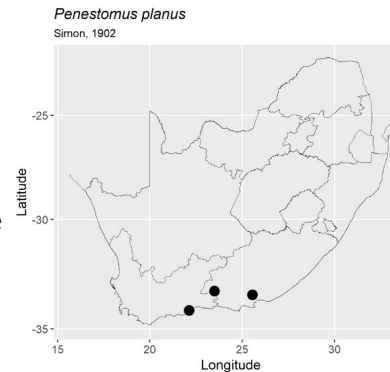 Penestomus planus
Simon, 1902
-25
-30
-35
Latitude
15 20 25 30
Longitude